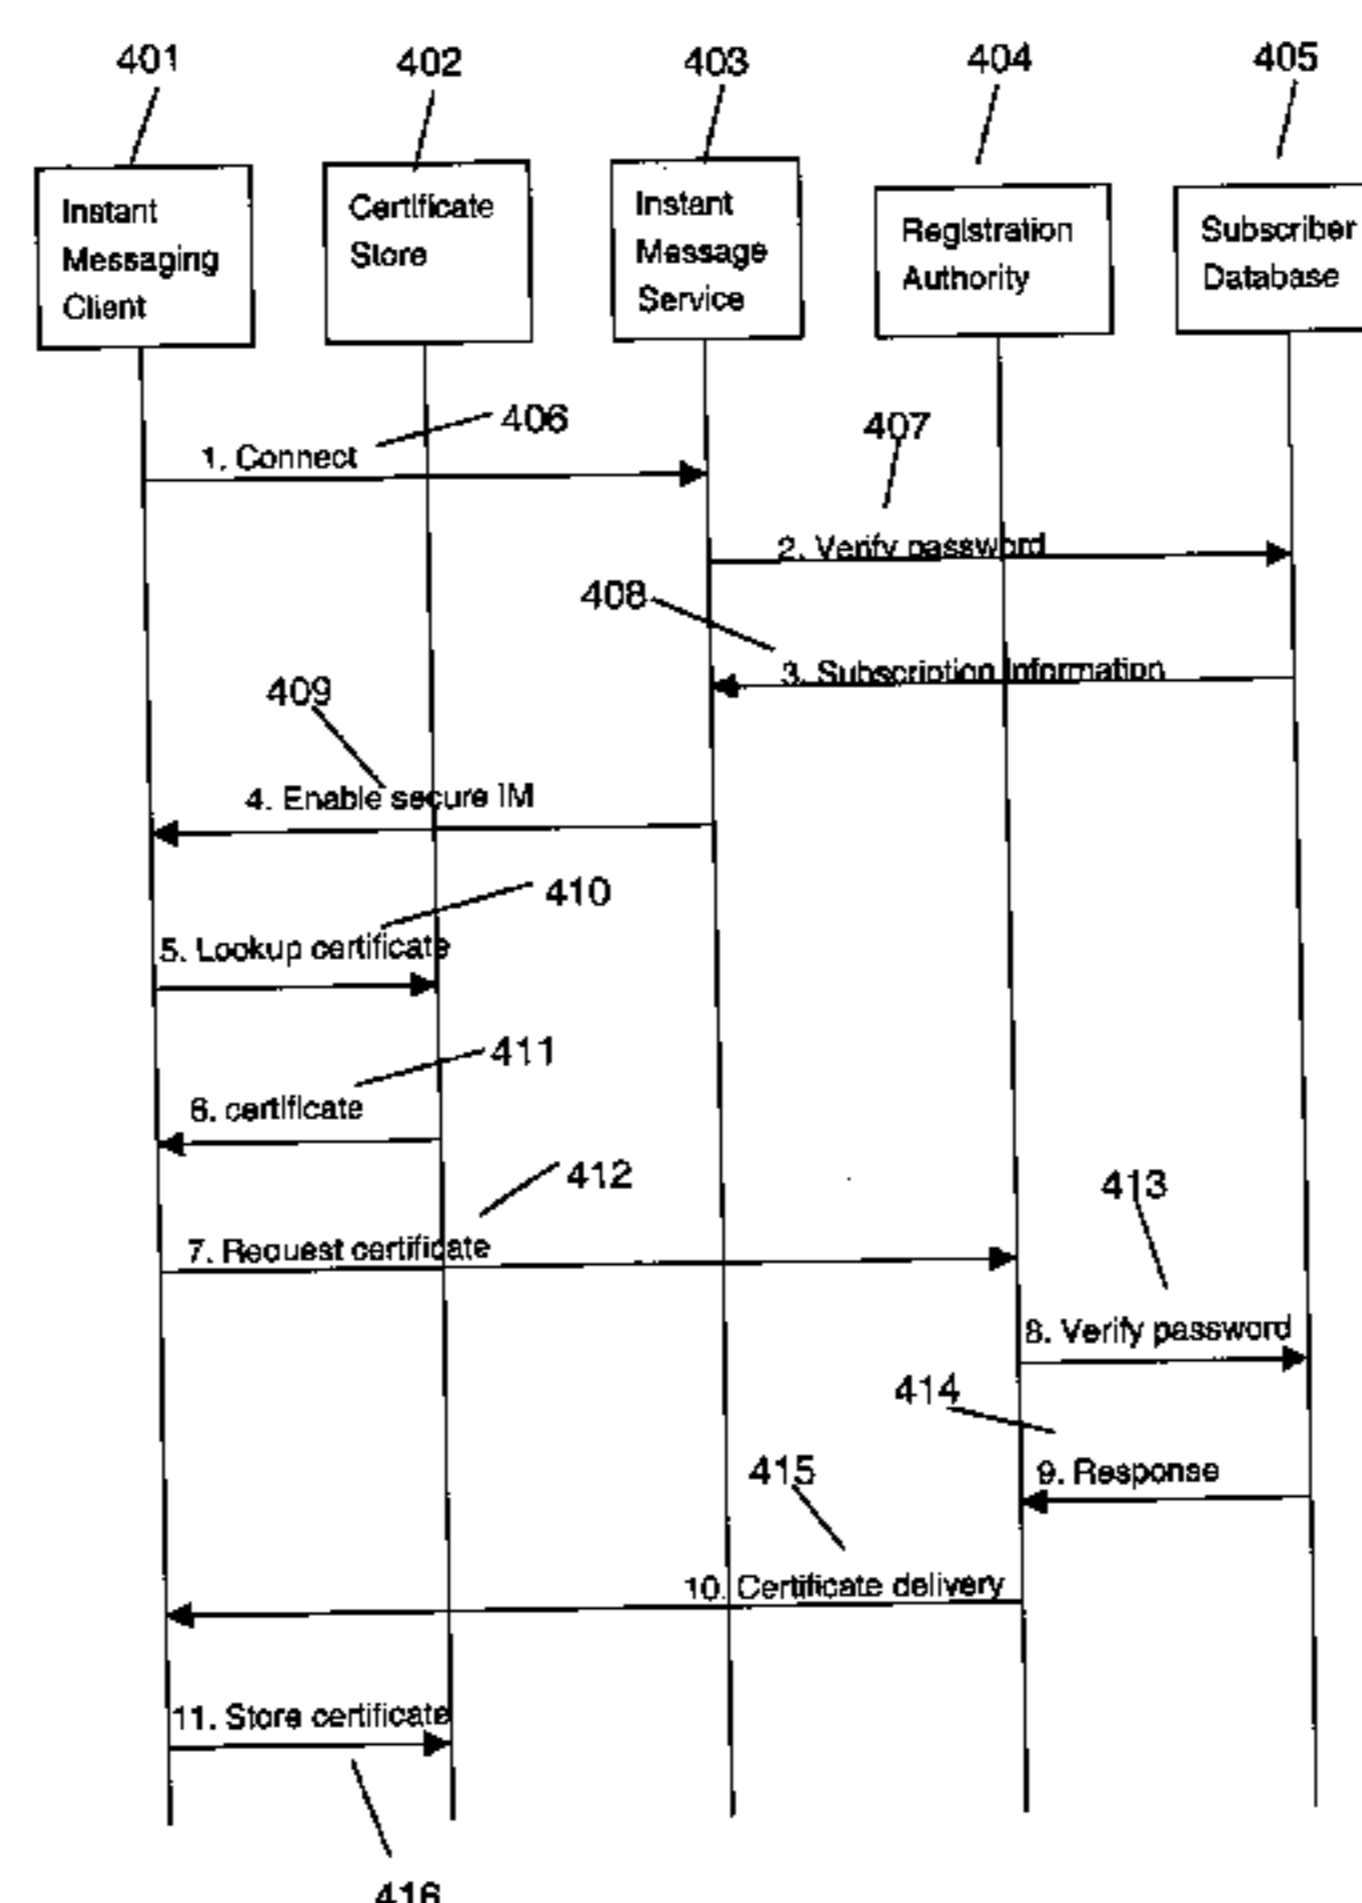 401
402
403
404
405
Instant
Messaging
Client
Certificate
Store
Instant
Message
Service
Registration
Authority
Subscriber
Database
406
1. Connect
407
2. Verify password
408
3. Subscription Information
409
4. Enable secure IM
410
5. Lookup certificate
411
6. certificate
412
7. Request certificate
413
8. Verify password
414
9. Response
415
10. Certificate delivery
11. Store certificate
416